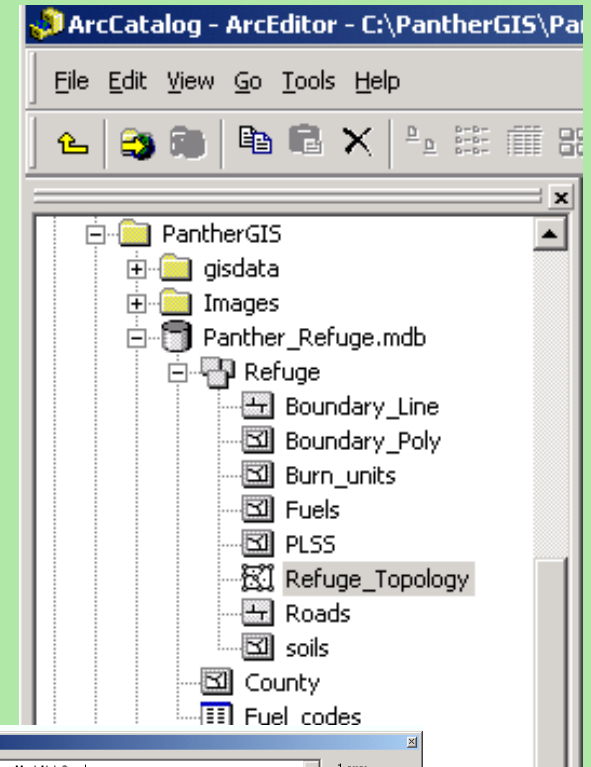 ArcCatalog - ArcEditor - C:\PantherGIS\Pa
File Edit View Go Tools Help
PantherGIS
gisdata
Images
Panther_Refuge.mdb
Refuge
Boundary_Line
Boundary_Poly
Burn_units
Fuels
PLSS
Refuge_Topology
Roads
soils
County
Fuel_codes